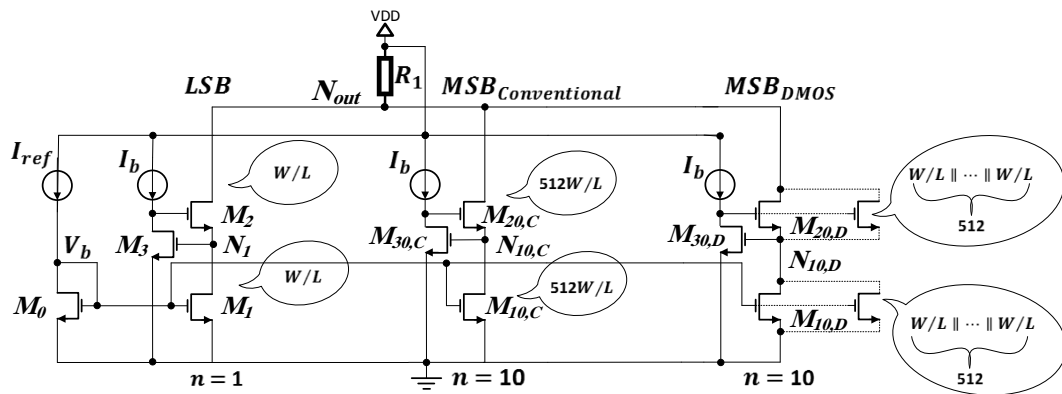 VDD
LSB
N_out
R_1
MSB_Conventional
MSB_DMOS
I_ref
I_b
I_b
I_b
W/L
512W/L
W/L ∥ ⋯ ∥ W/L
512
M_2
M_20,C
M_20,D
M_3
N_1
M_30,C
N_10,C
M_30,D
N_10,D
V_b
W/L
512W/L
M_0
M_1
M_10,C
M_10,D
W/L ∥ ⋯ ∥ W/L
512
n = 1
n = 10
n = 10